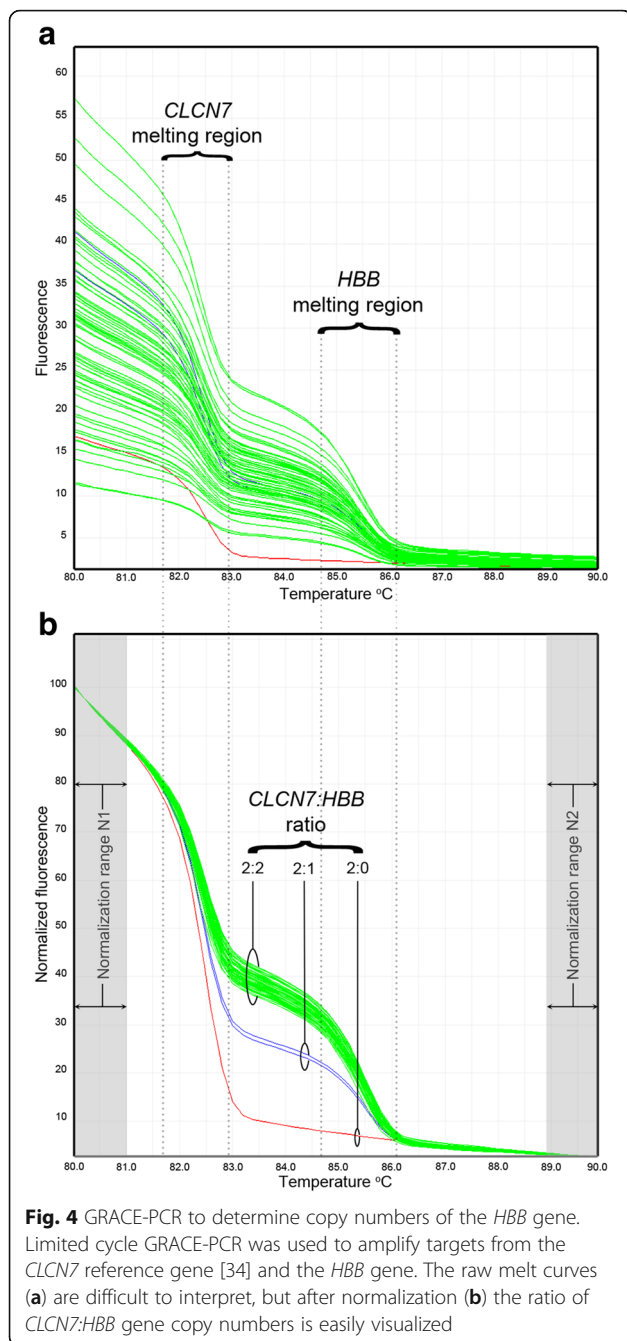 a
60
55
50
45
40
35
30
25
20
15
10
5
Fluorescence
CLCN7
melting region
HBB
melting region
80.0 81.0 82.0 83.0 84.0 85.0 86.0 87.0 88.0 89.0 90.0
Temperature ºC
b
100
90
80
70
60
50
40
30
20
10
Normalized fluorescence
Normalization range N1
CLCN7:HBB
ratio
2:2 2:1 2:0
Normalization range N2
80.0 81.0 82.0 83.0 84.0 85.0 86.0 87.0 88.0 89.0 90.0
Temperature ºC
Fig. 4 GRACE-PCR to determine copy numbers of the HBB gene.
Limited cycle GRACE-PCR was used to amplify targets from the
CLCN7 reference gene [34] and the HBB gene. The raw melt curves
(a) are difficult to interpret, but after normalization (b) the ratio of
CLCN7:HBB gene copy numbers is easily visualized